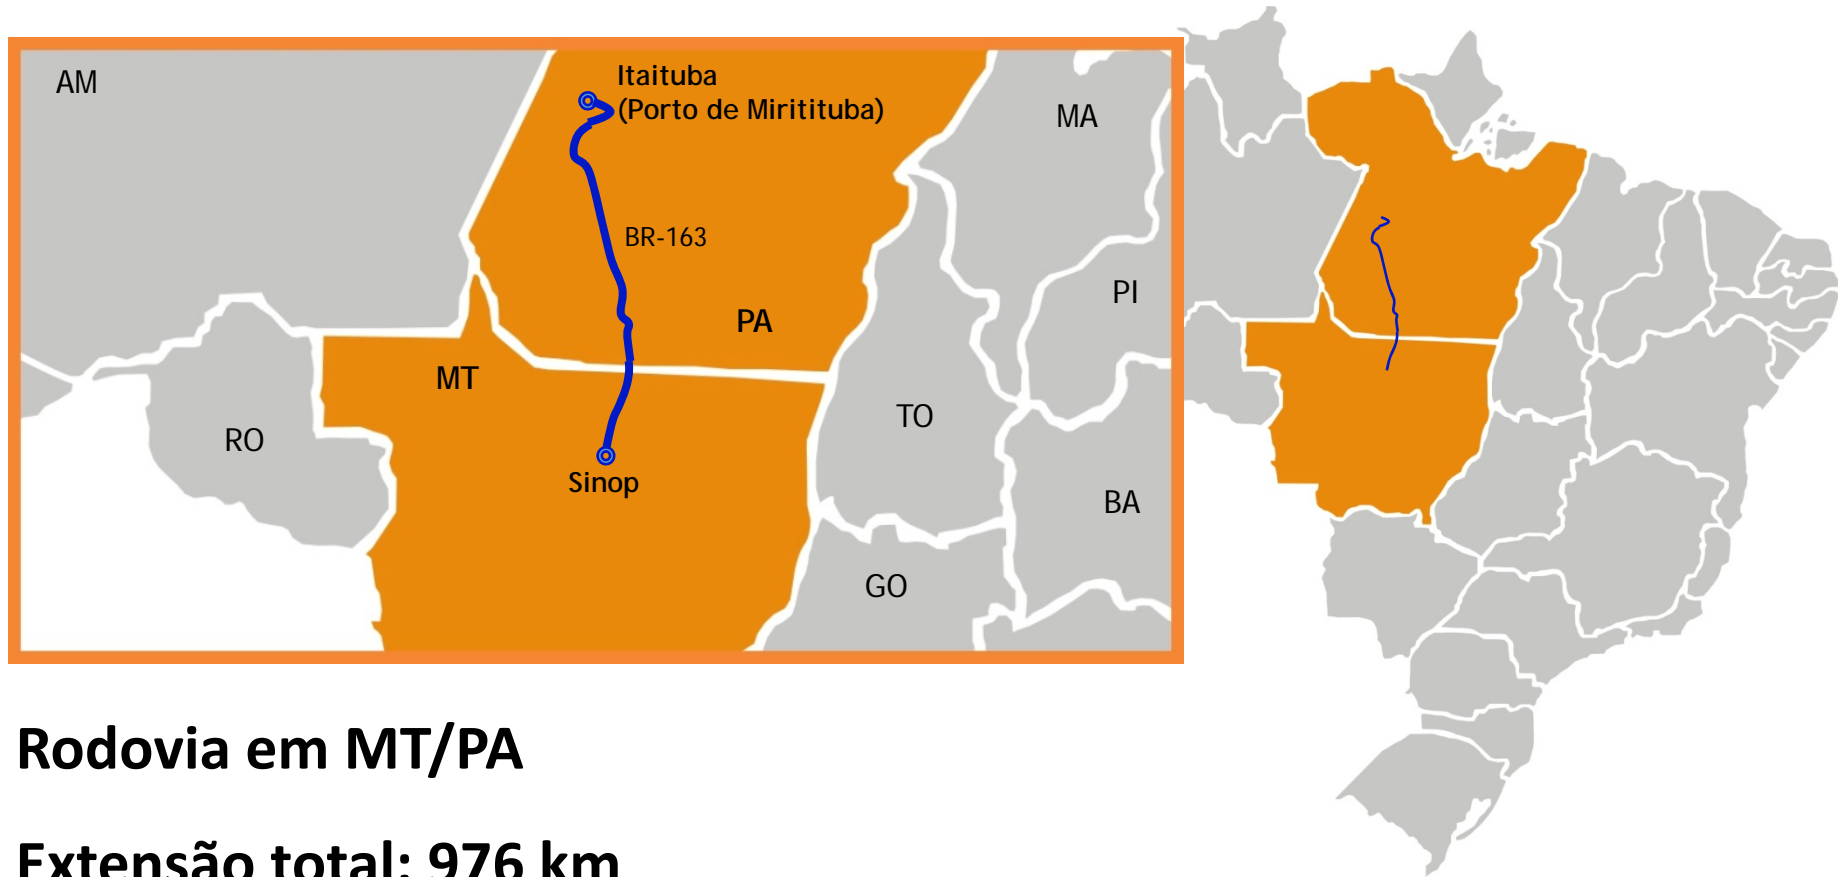 AM
Itaituba
(Porto de Miritituba)
MA
BR-163
PI
PA
MT
TO
RO
Sinop
BA
GO
Rodovia em MT/PA
Extensão total: 976 km